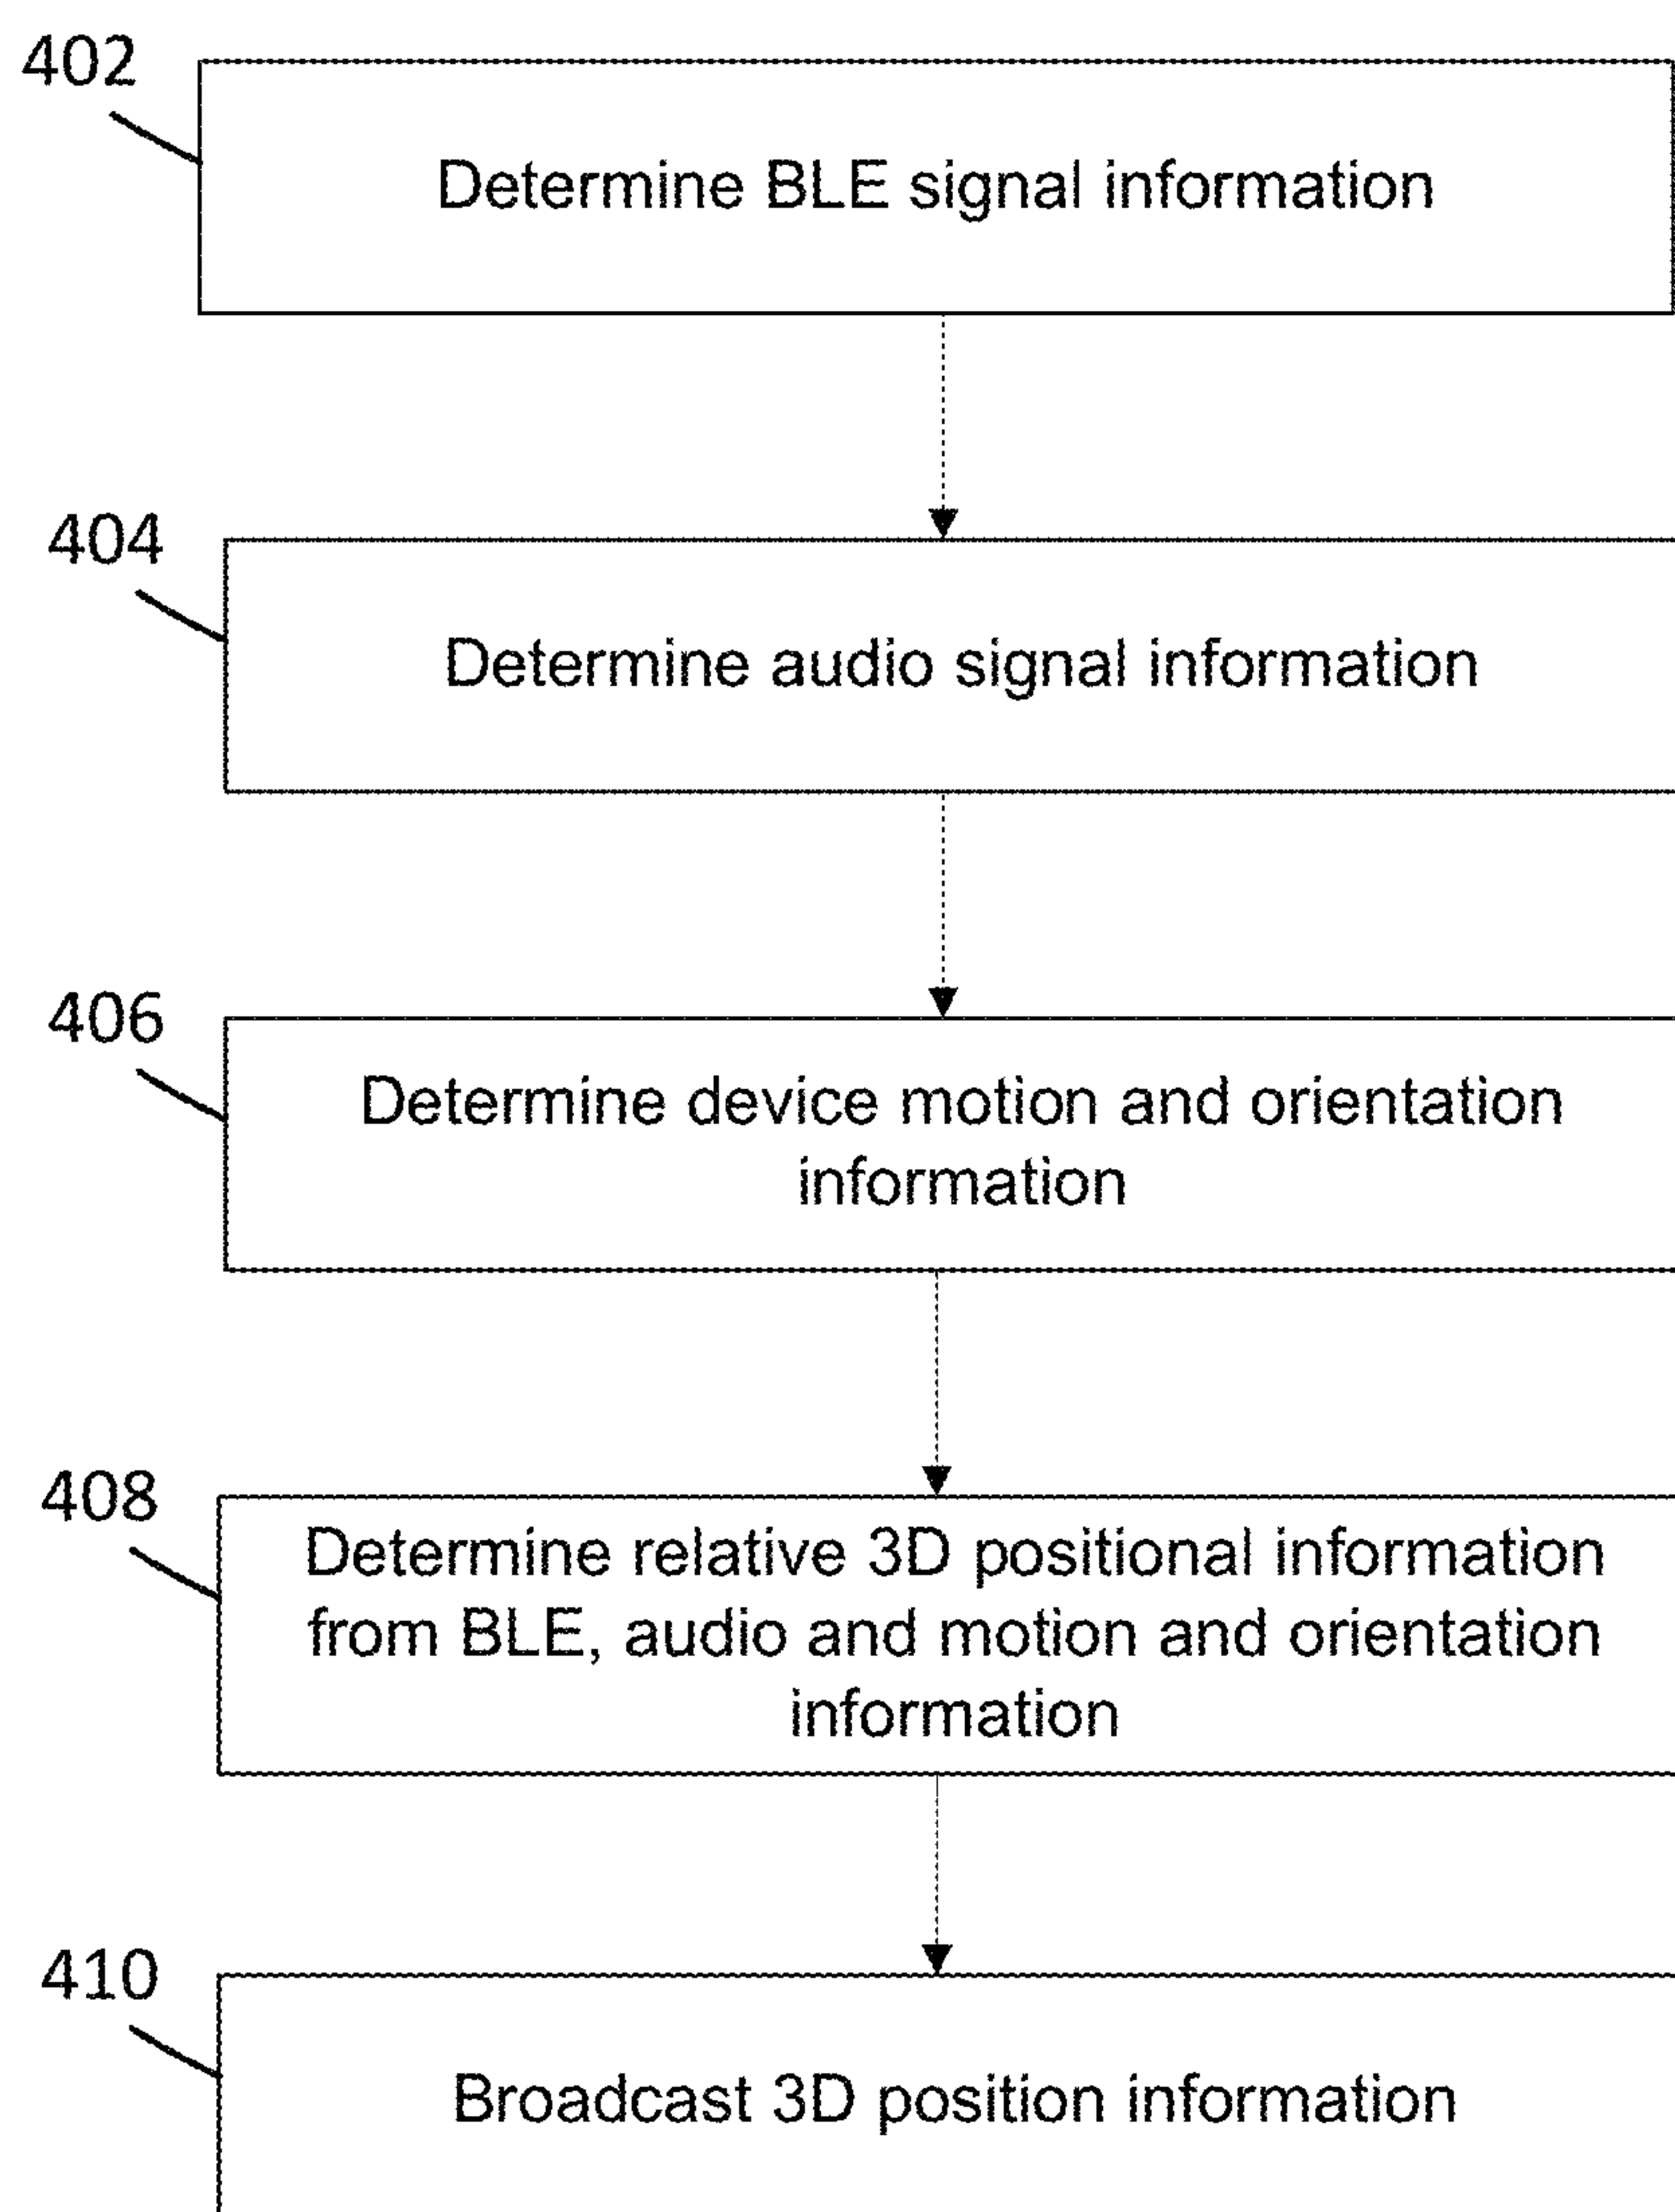 402
Determine BLE signal information
404
Determine audio signal information
406
Determine device motion and orientation
information
408
Determine relative 3D positional information
from BLE, audio and motion and orientation
information
410
Broadcast 3D position information